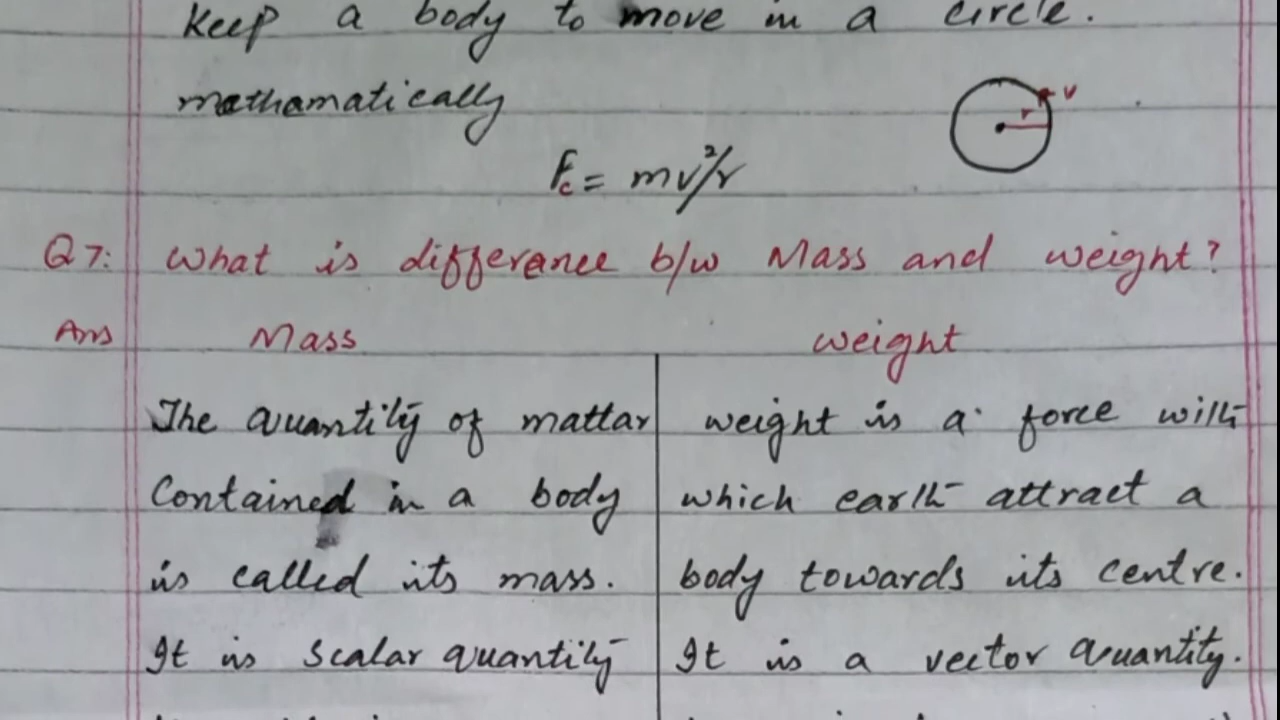 Keep a body to move in a circle.
mathamatically
v
r
Fc = mv²/r
Q7: What is difference b/w Mass and weight?
Ans Mass weight
The quantity of mattar weight is a force with
Contained in a body which earth attract a
is called its mass. body towards its centre.
It is scalar quantity It is a vector quantity.